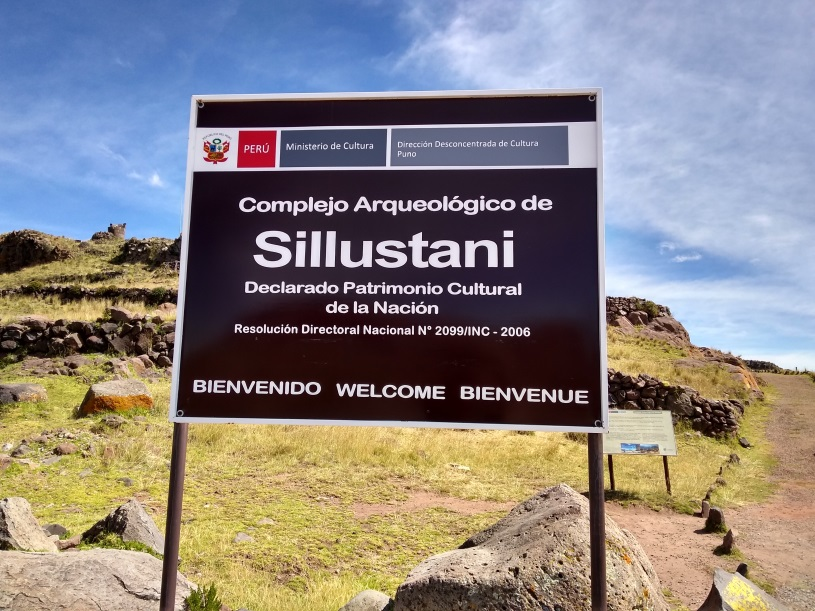 PERÚ
Ministerio de Cultura
Dirección Desconcentrada de Cultura
Puno
Complejo Arqueológico de
Sillustani
Declarado Patrimonio Cultural
de la Nación
Resolución Directoral Nacional N° 2099/INC - 2006
BIENVENIDO WELCOME BIENVENUE